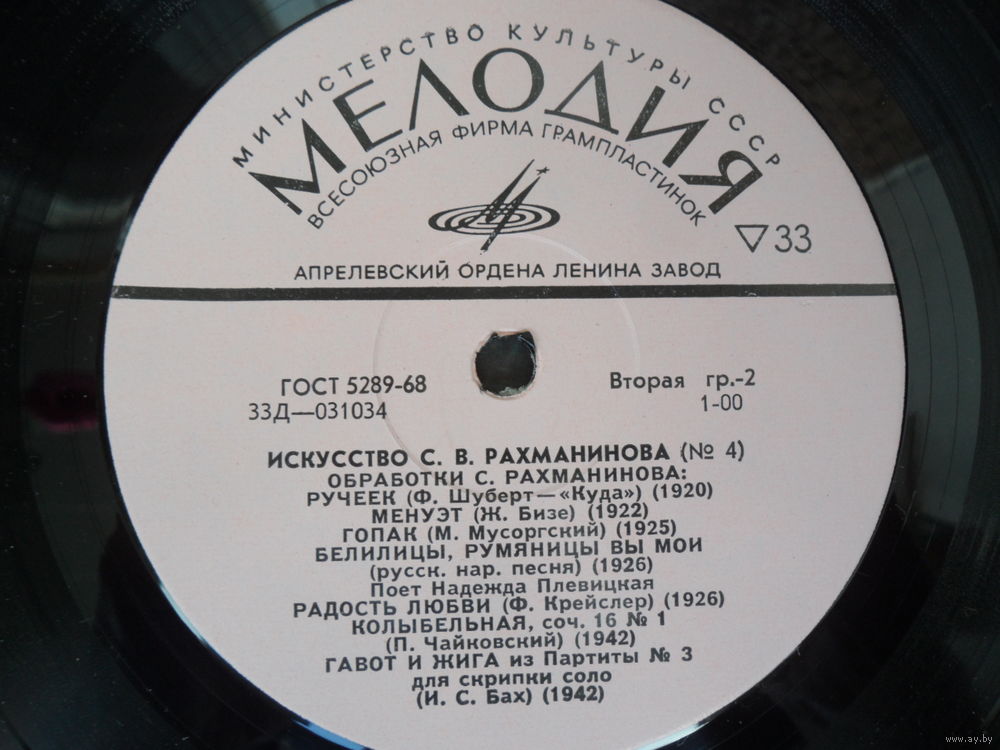 МИНИСТЕРСТВО КУЛЬТУРЫ СССР
МЕЛОДИЯ
ВСЕСОЮЗНАЯ ФИРМА ГРАМПЛАСТИНОК
▽33
АПРЕЛЕВСКИЙ ОРДЕНА ЛЕНИНА ЗАВОД
ГОСТ 5289-68 Вторая гр.-2
33Д—031034 1-00
ИСКУССТВО С. В. РАХМАНИНОВА (№ 4)
ОБРАБОТКИ С. РАХМАНИНОВА:
РУЧЕЕК (Ф. Шуберт—«Куда») (1920)
МЕНУЭТ (Ж. Бизе) (1922)
ГОПАК (М. Мусоргский) (1925)
БЕЛИЛИЦЫ, РУМЯНИЦЫ ВЫ МОИ
(русск. нар. песня) (1926)
Поет Надежда Плевицкая
РАДОСТЬ ЛЮБВИ (Ф. Крейслер) (1926)
КОЛЫБЕЛЬНАЯ, соч. 16 № 1
(П. Чайковский) (1942)
ГАВОТ И ЖИГА из Партиты № 3
для скрипки соло
(И. С. Бах) (1942)
www.ay.by